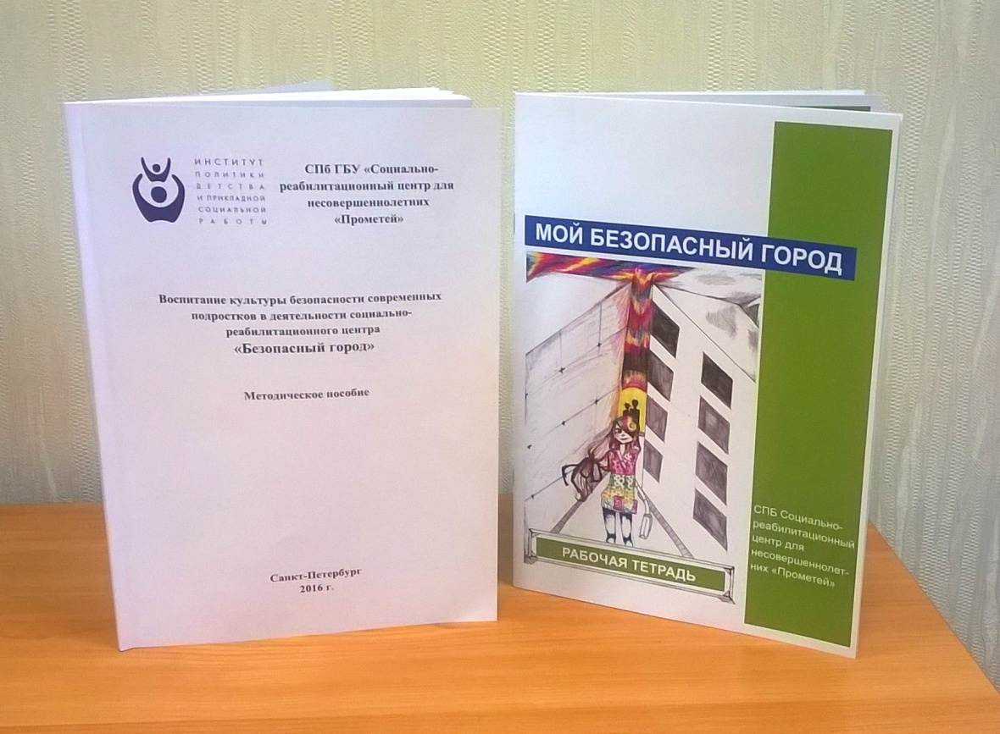 ИНСТИТУТ
ПОЛИТИКИ
ДЕТСТВА
И ПРИКЛАДНОЙ
СОЦИАЛЬНОЙ
РАБОТЫ
СПб ГБУ «Социально-
реабилитационный центр для
несовершеннолетних
«Прометей»
Воспитание культуры безопасности современных
подростков в деятельности социально-
реабилитационного центра
«Безопасный город»
Методическое пособие
Санкт-Петербург
2016 г.
МОЙ БЕЗОПАСНЫЙ ГОРОД
РАБОЧАЯ ТЕТРАДЬ
СПБ Социально-
реабилитационный
центр для
несовершеннолет-
них «Прометей»